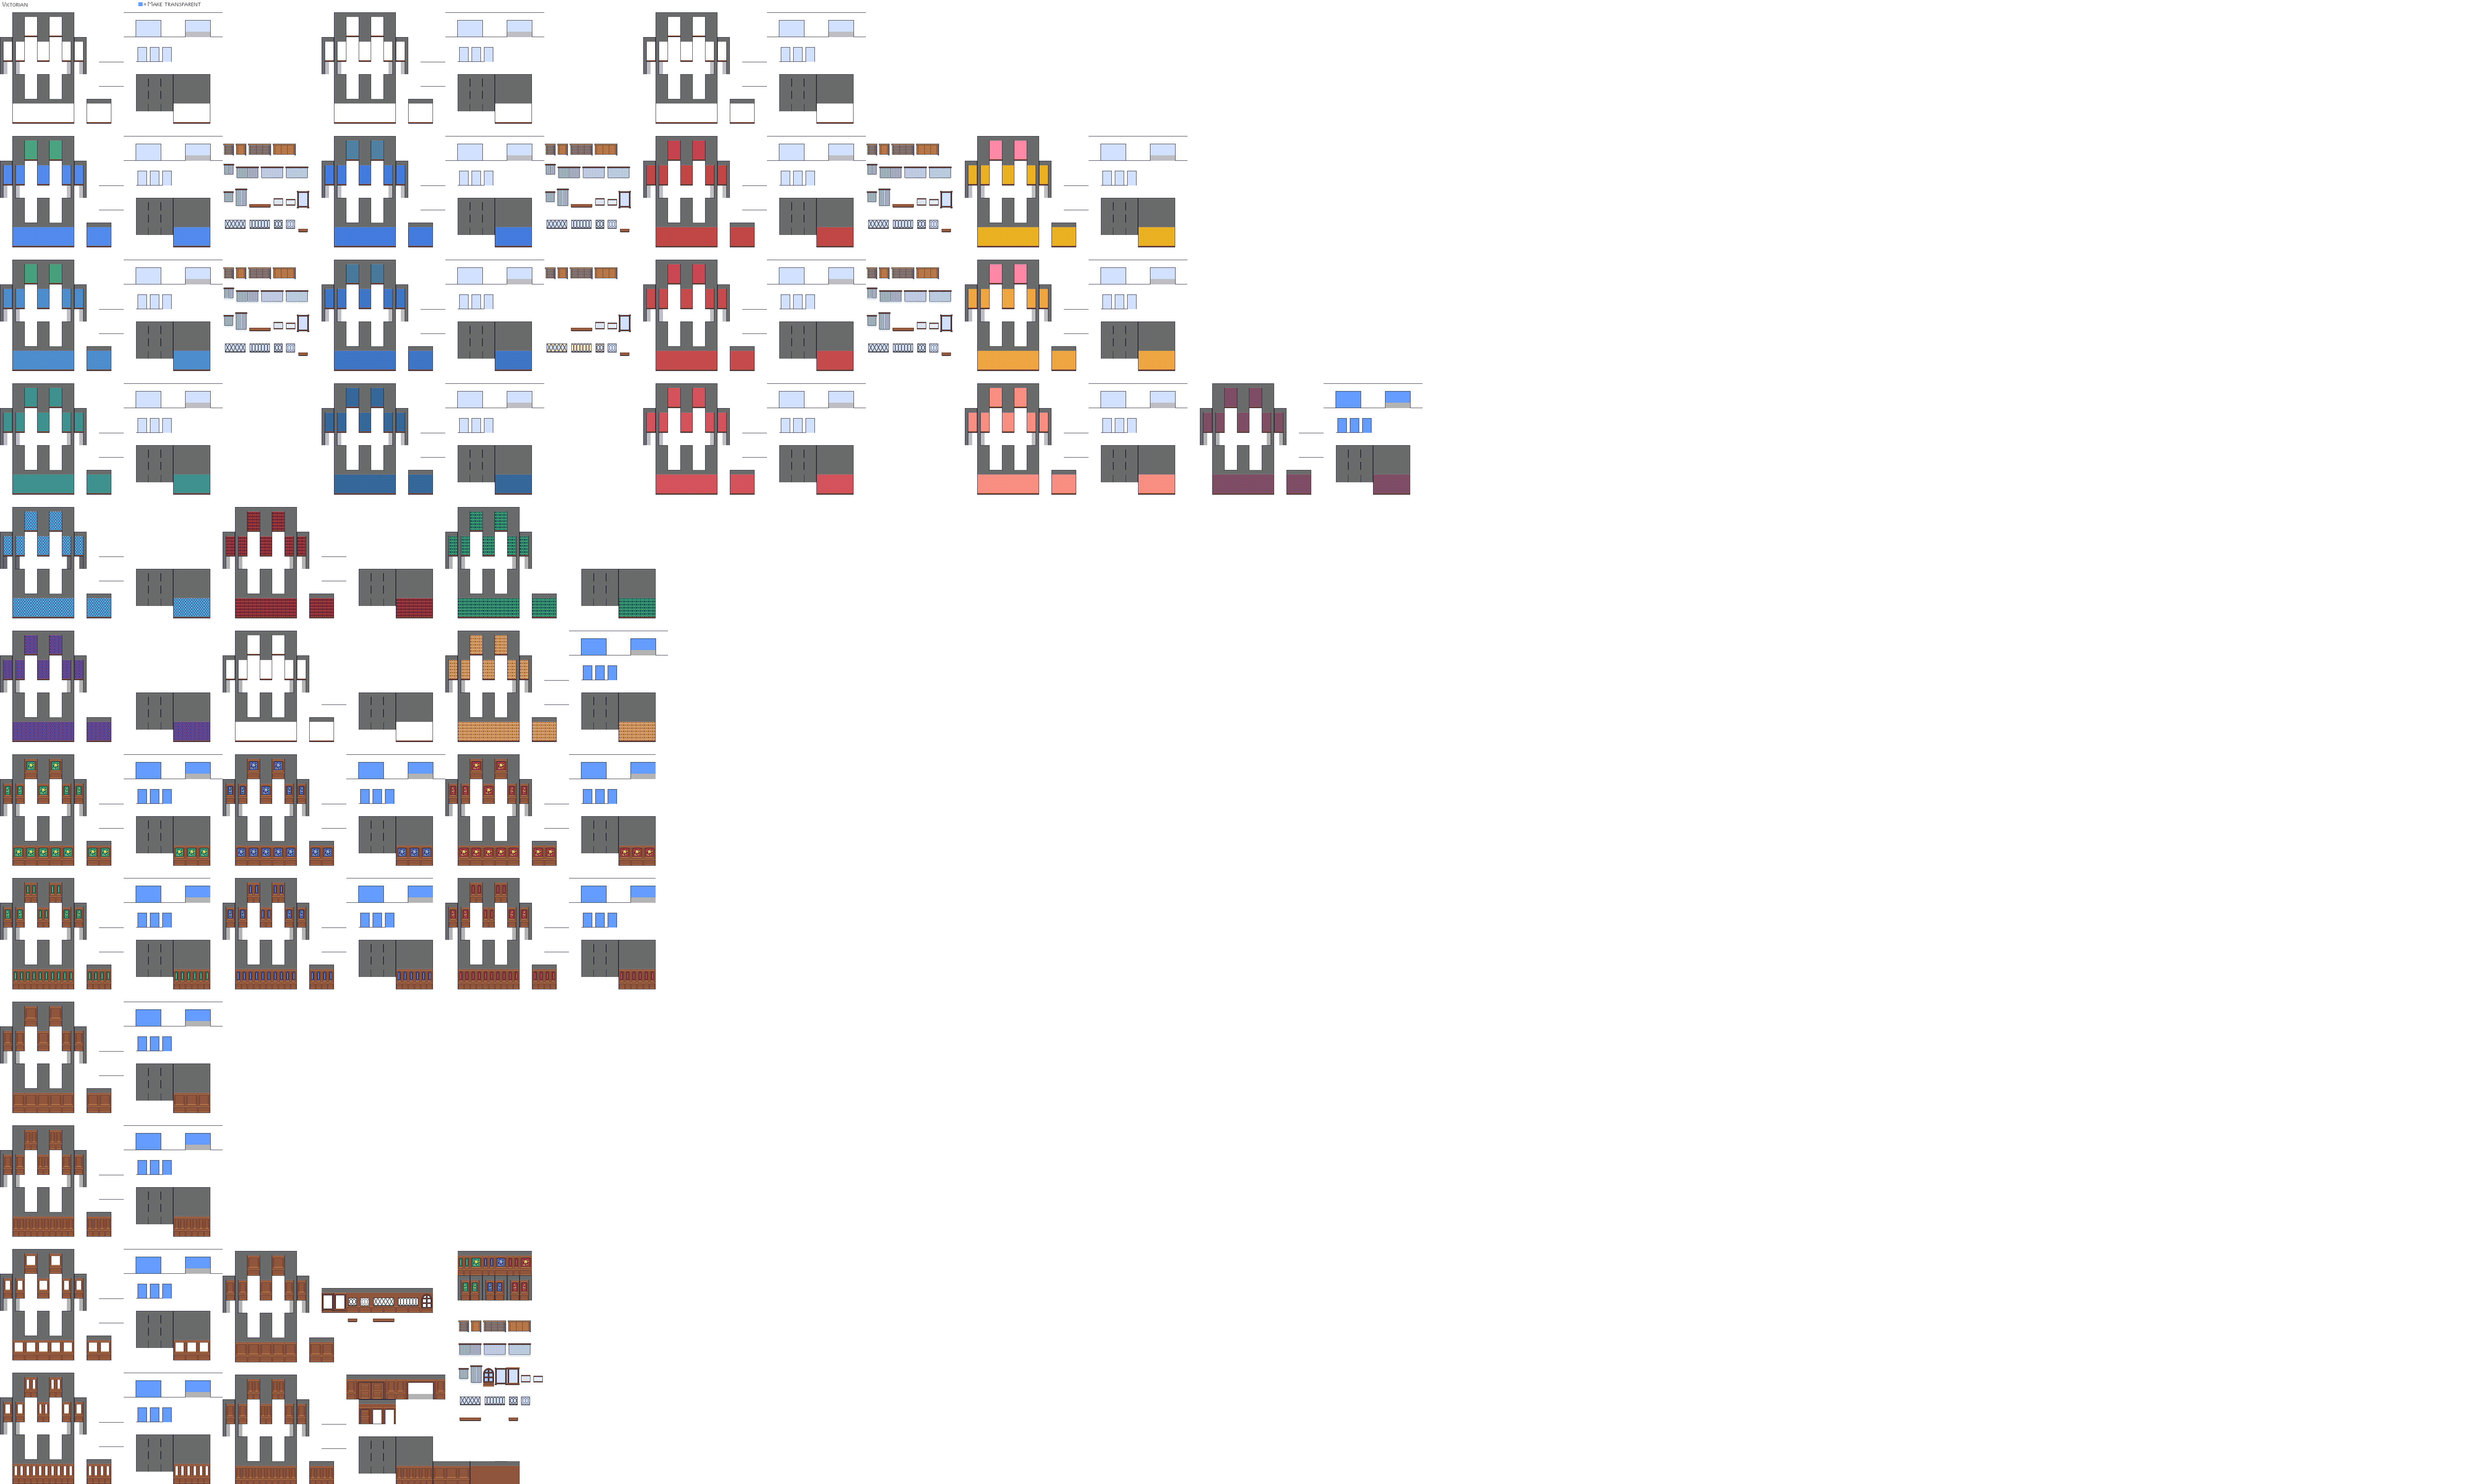 Victorian
= Make transparent